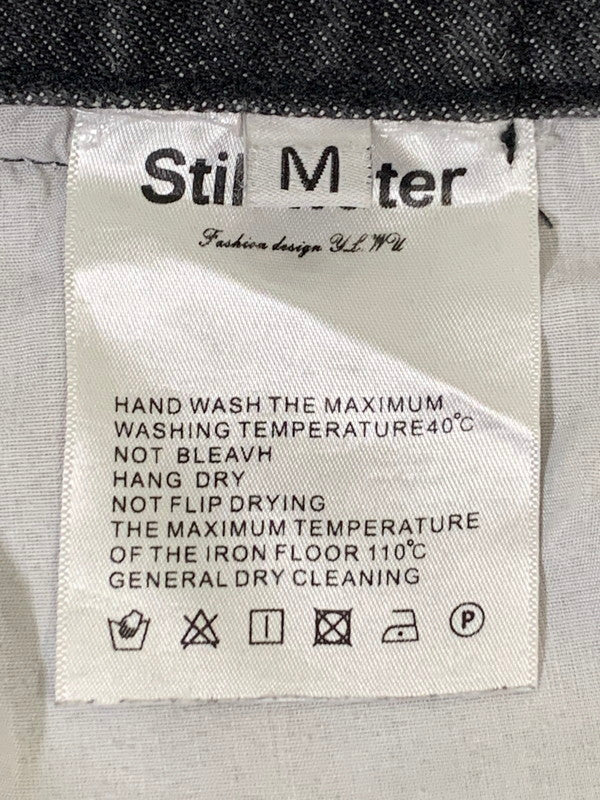 Stil ter
M
Fashion design Y.L.WU
HAND WASH THE MAXIMUM
WASHING TEMPERATURE40℃
NOT BLEAVH
HANG DRY
NOT FLIP DRYING
THE MAXIMUM TEMPERATURE
OF THE IRON FLOOR 110℃
GENERAL DRY CLEANING
P